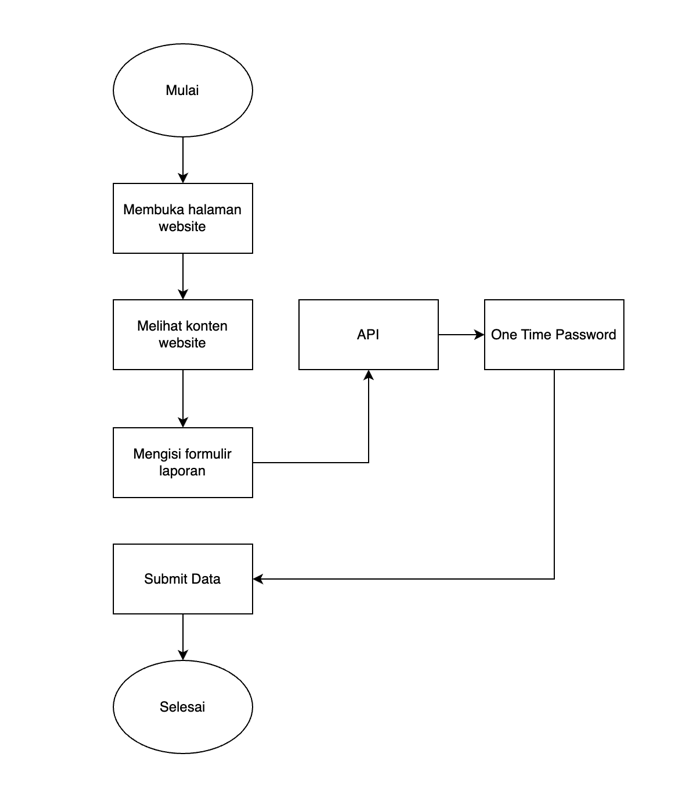 Mulai
Membuka halaman
website
Melihat konten
website
API
One Time Password
Mengisi formulir
laporan
Submit Data
Selesai